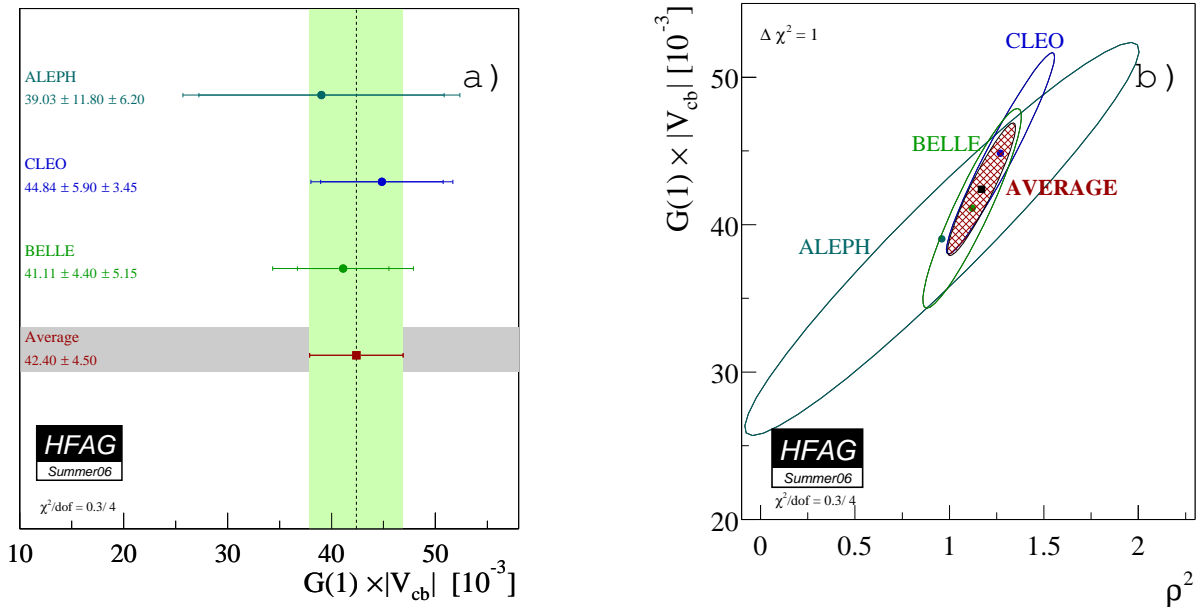 a)
ALEPH
39.03 ± 11.80 ± 6.20
CLEO
44.84 ± 5.90 ± 3.45
BELLE
41.11 ± 4.40 ± 5.15
Average
42.40 ± 4.50
HFAG
Summer06
χ²/dof = 0.3/ 4
10 20 30 40 50
G(1) ×|V_cb| [10⁻³]
G(1) × |V_cb| [10⁻³]
b)
Δ χ² = 1
CLEO
BELLE
AVERAGE
ALEPH
50
40
30
20
HFAG
Summer06
χ²/dof = 0.3/ 4
0 0.5 1 1.5 2
ρ²